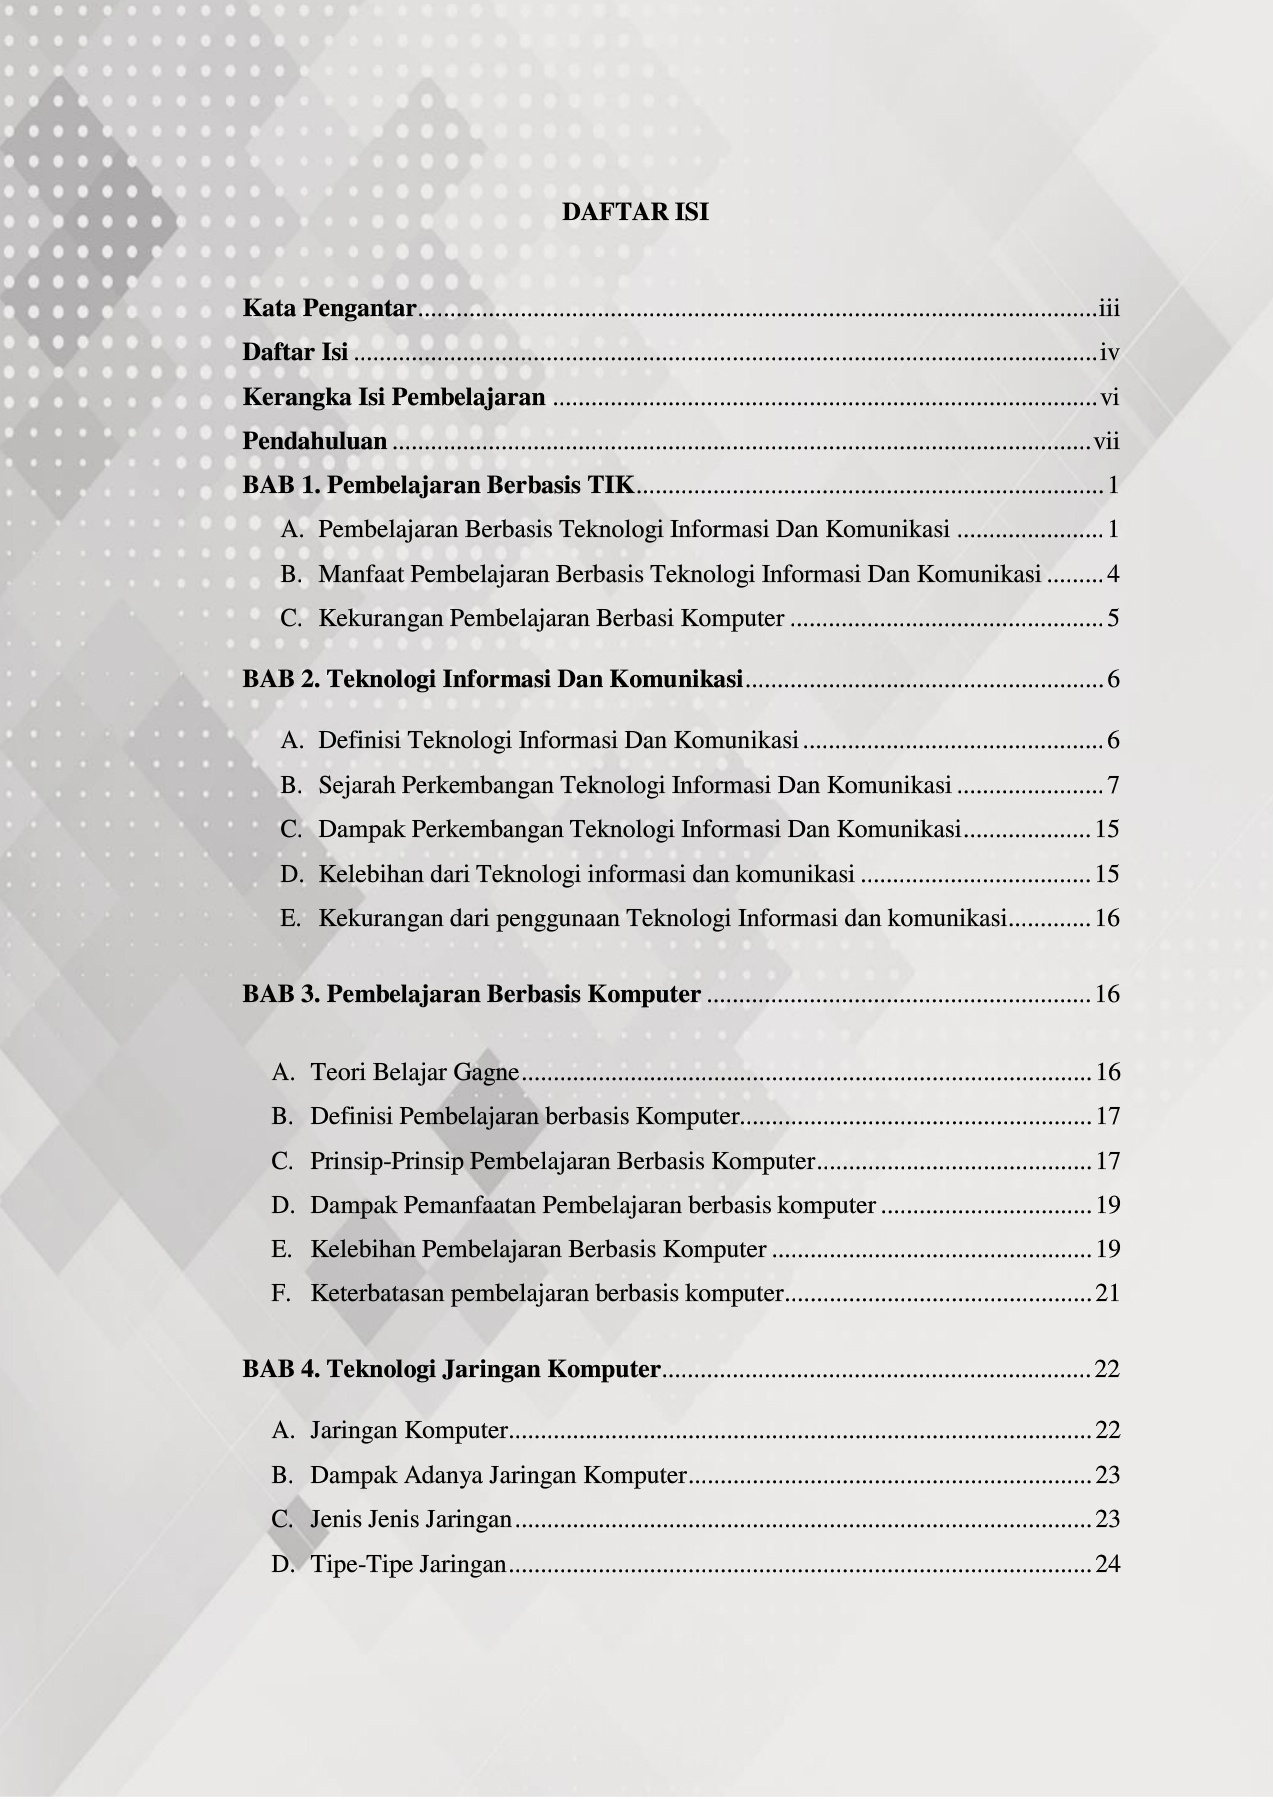 DAFTAR ISI
Kata Pengantar..........................................................................................................iii
Daftar Isi ....................................................................................................................iv
Kerangka Isi Pembelajaran .....................................................................................vi
Pendahuluan .............................................................................................................vii
BAB 1. Pembelajaran Berbasis TIK.........................................................................1
A. Pembelajaran Berbasis Teknologi Informasi Dan Komunikasi .......................1
B. Manfaat Pembelajaran Berbasis Teknologi Informasi Dan Komunikasi .........4
C. Kekurangan Pembelajaran Berbasi Komputer .................................................5
BAB 2. Teknologi Informasi Dan Komunikasi........................................................6
A. Definisi Teknologi Informasi Dan Komunikasi...............................................6
B. Sejarah Perkembangan Teknologi Informasi Dan Komunikasi .......................7
C. Dampak Perkembangan Teknologi Informasi Dan Komunikasi....................15
D. Kelebihan dari Teknologi informasi dan komunikasi ....................................15
E. Kekurangan dari penggunaan Teknologi Informasi dan komunikasi.............16
BAB 3. Pembelajaran Berbasis Komputer ............................................................16
A. Teori Belajar Gagne.........................................................................................16
B. Definisi Pembelajaran berbasis Komputer.......................................................17
C. Prinsip-Prinsip Pembelajaran Berbasis Komputer...........................................17
D. Dampak Pemanfaatan Pembelajaran berbasis komputer .................................19
E. Kelebihan Pembelajaran Berbasis Komputer ..................................................19
F. Keterbatasan pembelajaran berbasis komputer................................................21
BAB 4. Teknologi Jaringan Komputer...................................................................22
A. Jaringan Komputer...........................................................................................22
B. Dampak Adanya Jaringan Komputer...............................................................23
C. Jenis Jenis Jaringan..........................................................................................23
D. Tipe-Tipe Jaringan...........................................................................................24